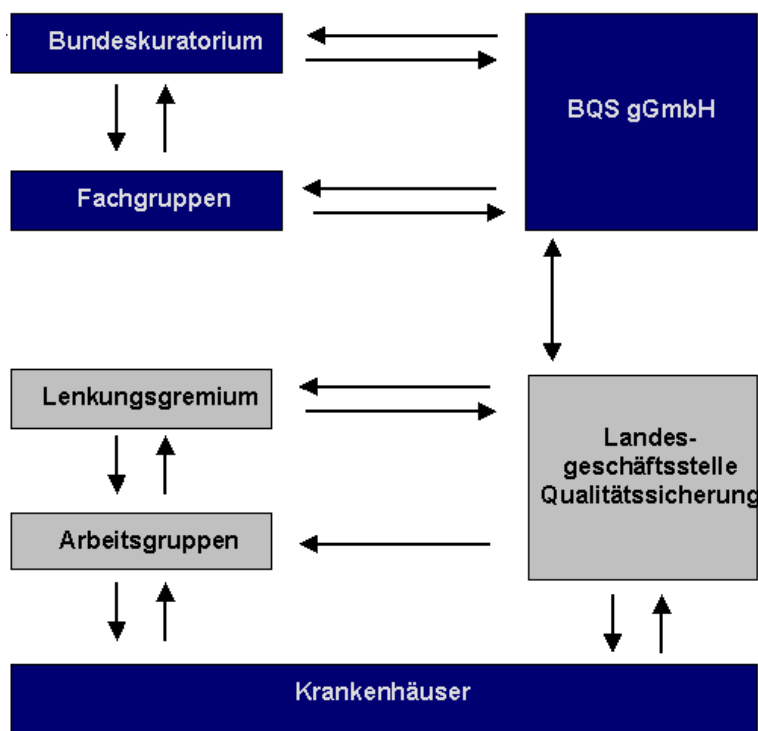 Bundeskuratorium
BQS gGmbH
Fachgruppen
Lenkungsgremium
Landes-
geschäftsstelle
Qualitätssicherung
Arbeitsgruppen
Krankenhäuser